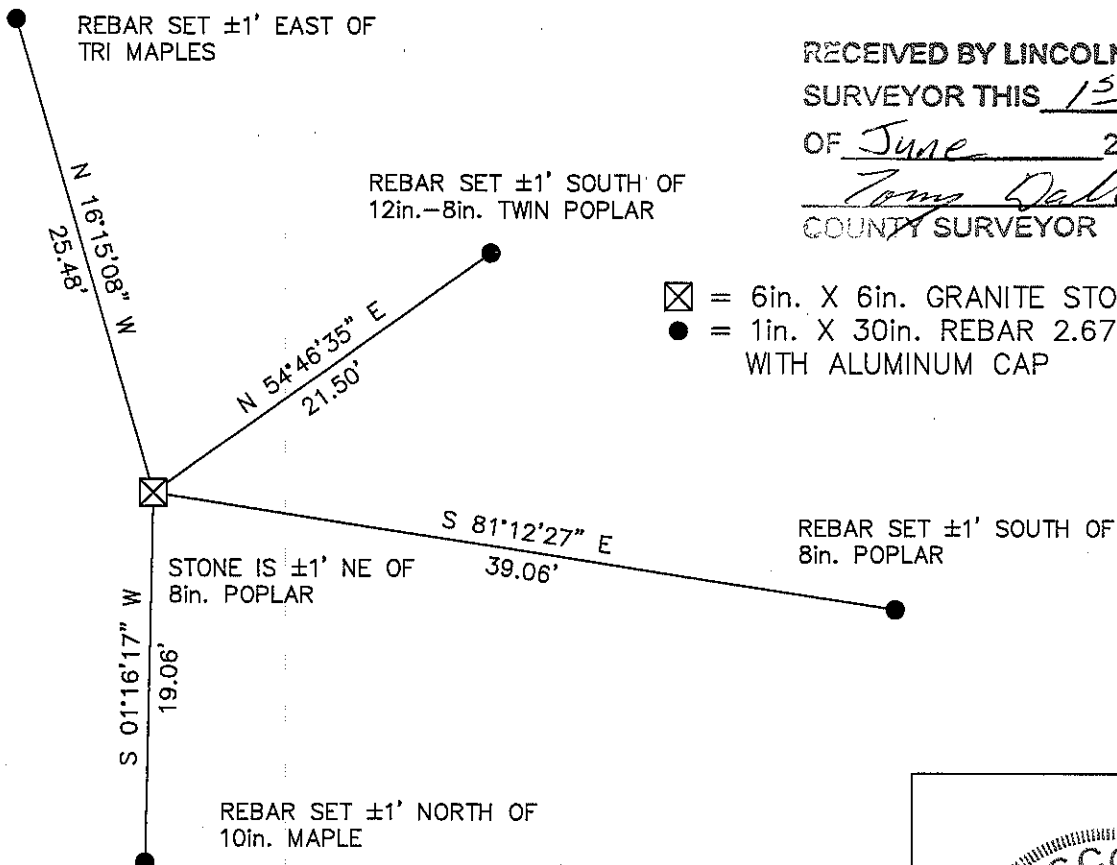 REBAR SET ±1' EAST OF
TRI MAPLES
RECEIVED BY LINCOLN
SURVEYOR THIS 1S
OF June 2
Tony
COUNTY SURVEYOR
N 16°15'08" W
25.48'
REBAR SET ±1' SOUTH OF
12in.-8in. TWIN POPLAR
= 6in. X 6in. GRANITE STO
= 1in. X 30in. REBAR 2.67
WITH ALUMINUM CAP
N 54°46'35" E
21.50'
S 81°12'27" E
39.06'
REBAR SET ±1' SOUTH OF
8in. POPLAR
STONE IS ±1' NE OF
8in. POPLAR
S 01°16'17" W
19.06'
REBAR SET ±1' NORTH OF
10in. MAPLE